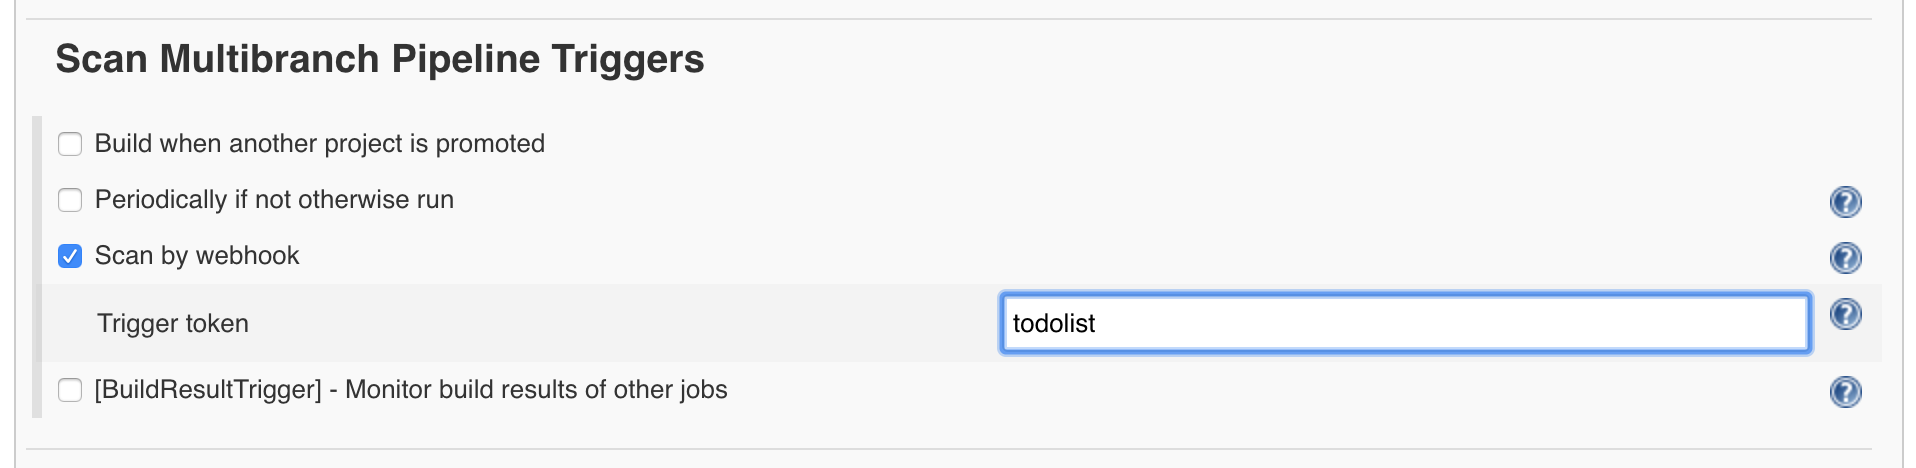 Scan Multibranch Pipeline Triggers
Build when another project is promoted
Periodically if not otherwise run
?
Scan by webhook
?
Trigger token
todolist
?
[BuildResultTrigger] - Monitor build results of other jobs
?